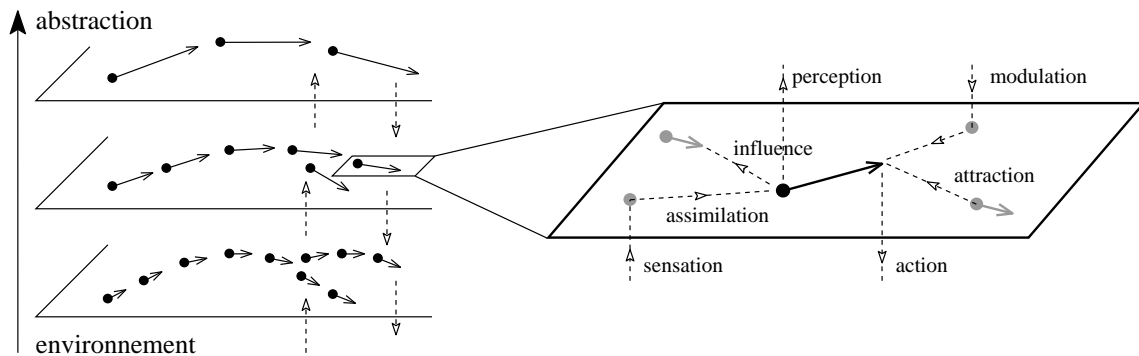 abstraction
environnement
perception
modulation
influence
attraction
assimilation
sensation
action